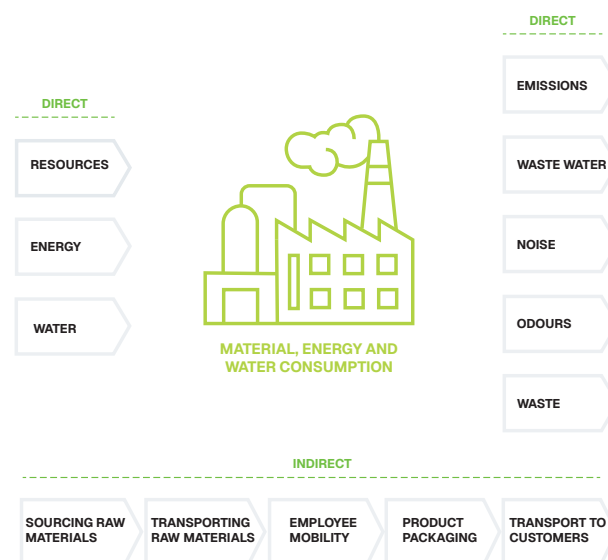 DIRECT
RESOURCES
ENERGY
WATER
MATERIAL, ENERGY AND
WATER CONSUMPTION
DIRECT
EMISSIONS
WASTE WATER
NOISE
ODOURS
WASTE
INDIRECT
SOURCING RAW
MATERIALS
TRANSPORTING
RAW MATERIALS
EMPLOYEE
MOBILITY
PRODUCT
PACKAGING
TRANSPORT TO
CUSTOMERS